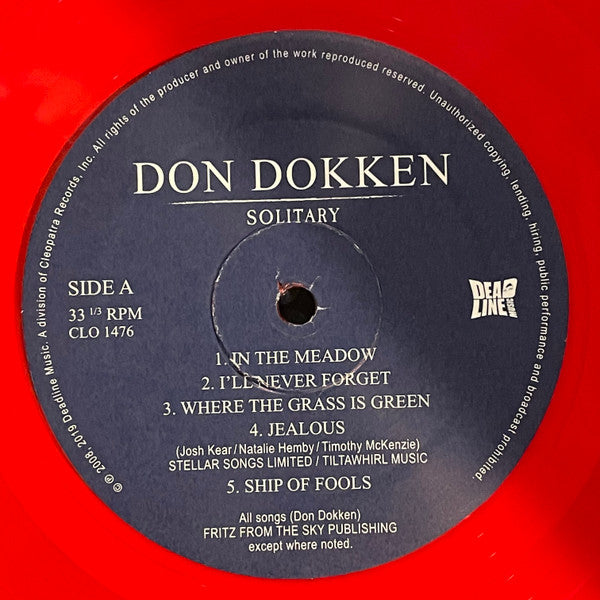 © ℗ 2008, 2019 Deadline Music. A division of Cleopatra Records, Inc. All rights of the producer and owner of the work reproduced reserved. Unauthorized copying, lending, hiring, public performance and broadcast prohibited.
DON DOKKEN
SOLITARY
SIDE A
33 1/3 RPM
CLO 1476
DEAD
LINE MUSIC
1. IN THE MEADOW
2. I'LL NEVER FORGET
3. WHERE THE GRASS IS GREEN
4. JEALOUS
(Josh Kear/Natalie Hemby/Timothy McKenzie)
STELLAR SONGS LIMITED / TILTAWHIRL MUSIC
5. SHIP OF FOOLS
All songs (Don Dokken)
FRITZ FROM THE SKY PUBLISHING
except where noted.